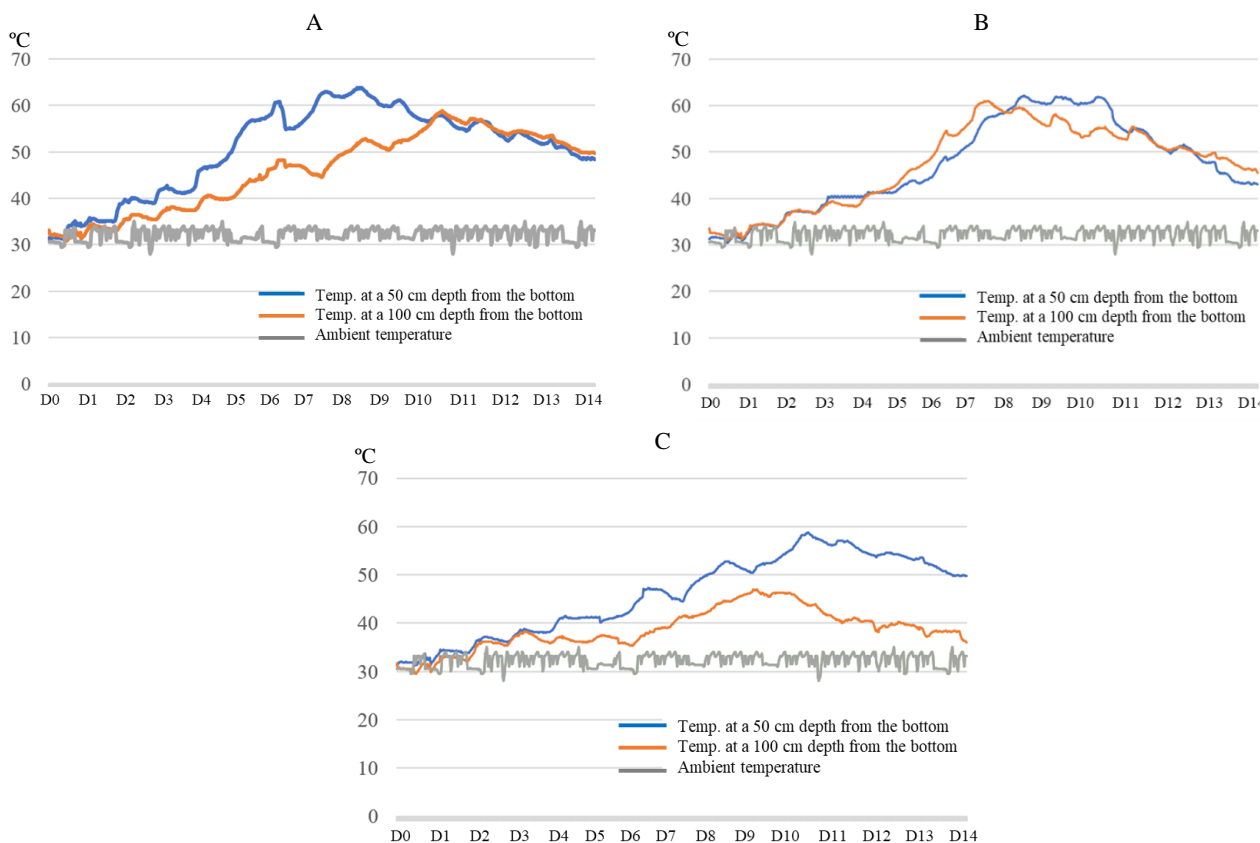 A
ºC
70
60
50
40
30
20
10
0
Temp. at a 50 cm depth from the bottom
Temp. at a 100 cm depth from the bottom
Ambient temperature
D0 D1 D2 D3 D4 D5 D6 D7 D8 D9 D10 D11 D12 D13 D14
B
ºC
70
60
50
40
30
20
10
0
Temp. at a 50 cm depth from the bottom
Temp. at a 100 cm depth from the bottom
Ambient temperature
D0 D1 D2 D3 D4 D5 D6 D7 D8 D9 D10 D11 D12 D13 D14
C
ºC
70
60
50
40
30
20
10
0
Temp. at a 50 cm depth from the bottom
Temp. at a 100 cm depth from the bottom
Ambient temperature
D0 D1 D2 D3 D4 D5 D6 D7 D8 D9 D10 D11 D12 D13 D14